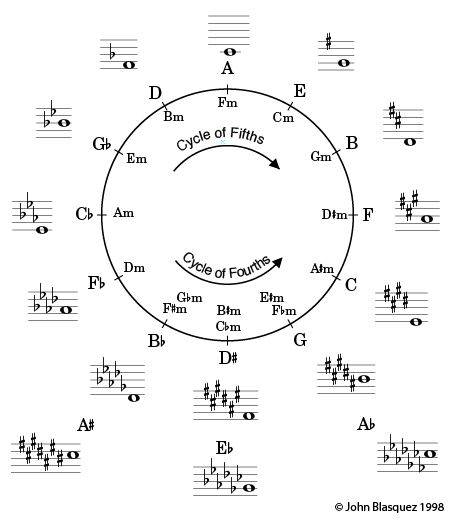 A
D
E
Fm
Bm
Cm
Cycle of Fifths
G♭
B
Em
Gm
C♭
Am
D♯m
F
F♭
Dm
A♯m
C
Cycle of Fourths
G♭m
E♯m
F♯m
B♯m
F♭m
C♭m
B♭
G
D♯
A♯
A♭
E♭
© John Blasquez 1998